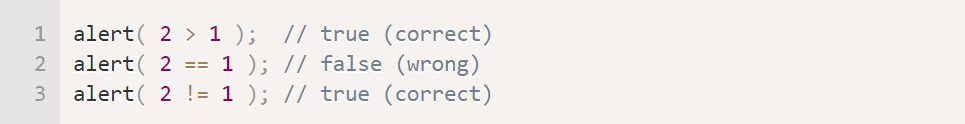 1 alert( 2 > 1 );  // true (correct)
2 alert( 2 == 1 ); // false (wrong)
3 alert( 2 != 1 ); // true (correct)